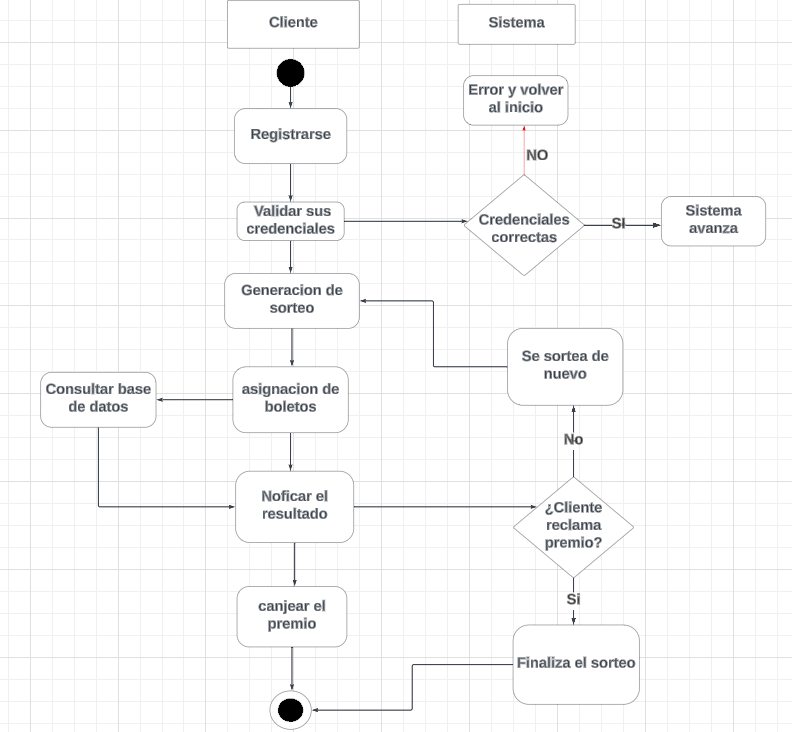 Cliente
Sistema
Error y volver
al inicio
Registrarse
NO
Validar sus
credenciales
Credenciales
correctas
SI
Sistema
avanza
Generacion de
sorteo
Se sortea de
nuevo
Consultar base
de datos
asignacion de
boletos
No
Noficar el
resultado
¿Cliente
reclama
premio?
Si
canjear el
premio
Finaliza el sorteo